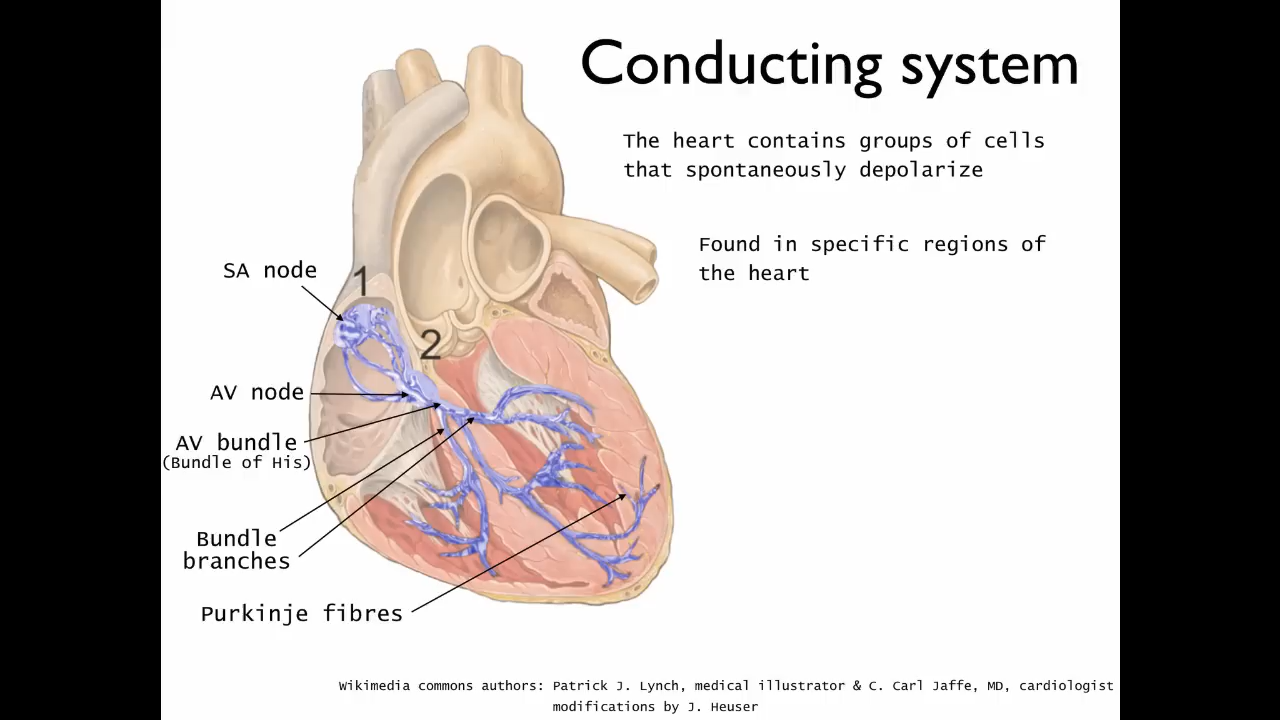 Conducting system
The heart contains groups of cells
that spontaneously depolarize
Found in specific regions of
the heart
SA node
1
2
AV node
AV bundle
(Bundle of His)
Bundle
branches
Purkinje fibres
Wikimedia commons authors: Patrick J. Lynch, medical illustrator & C. Carl Jaffe, MD, cardiologist
modifications by J. Heuser